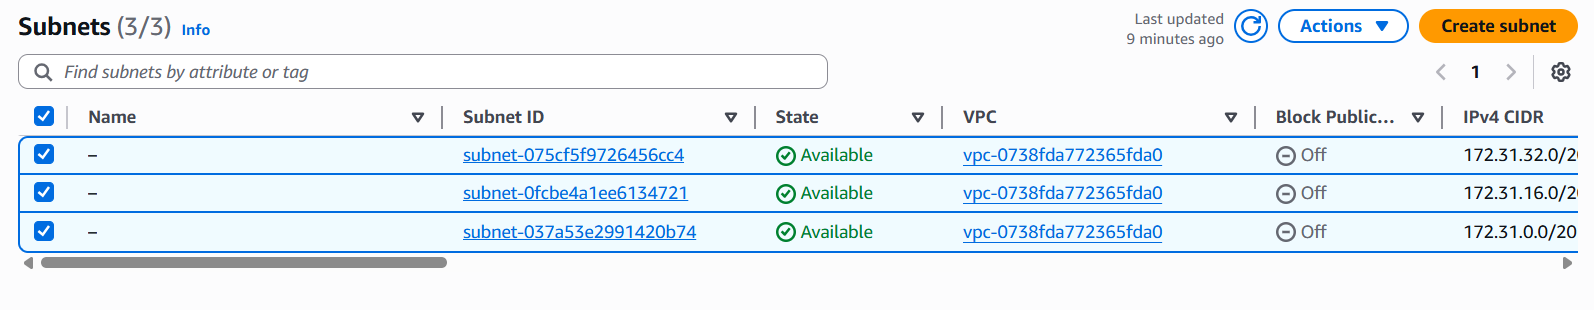 Subnets (3/3) Info
Last updated
9 minutes ago
Actions
Create subnet
Find subnets by attribute or tag
1
Name Subnet ID State VPC Block Public... IPv4 CIDR
– subnet-075cf5f9726456cc4 Available vpc-0738fda772365fda0 Off 172.31.32.0/20
– subnet-0fcbe4a1ee6134721 Available vpc-0738fda772365fda0 Off 172.31.16.0/20
– subnet-037a53e2991420b74 Available vpc-0738fda772365fda0 Off 172.31.0.0/20